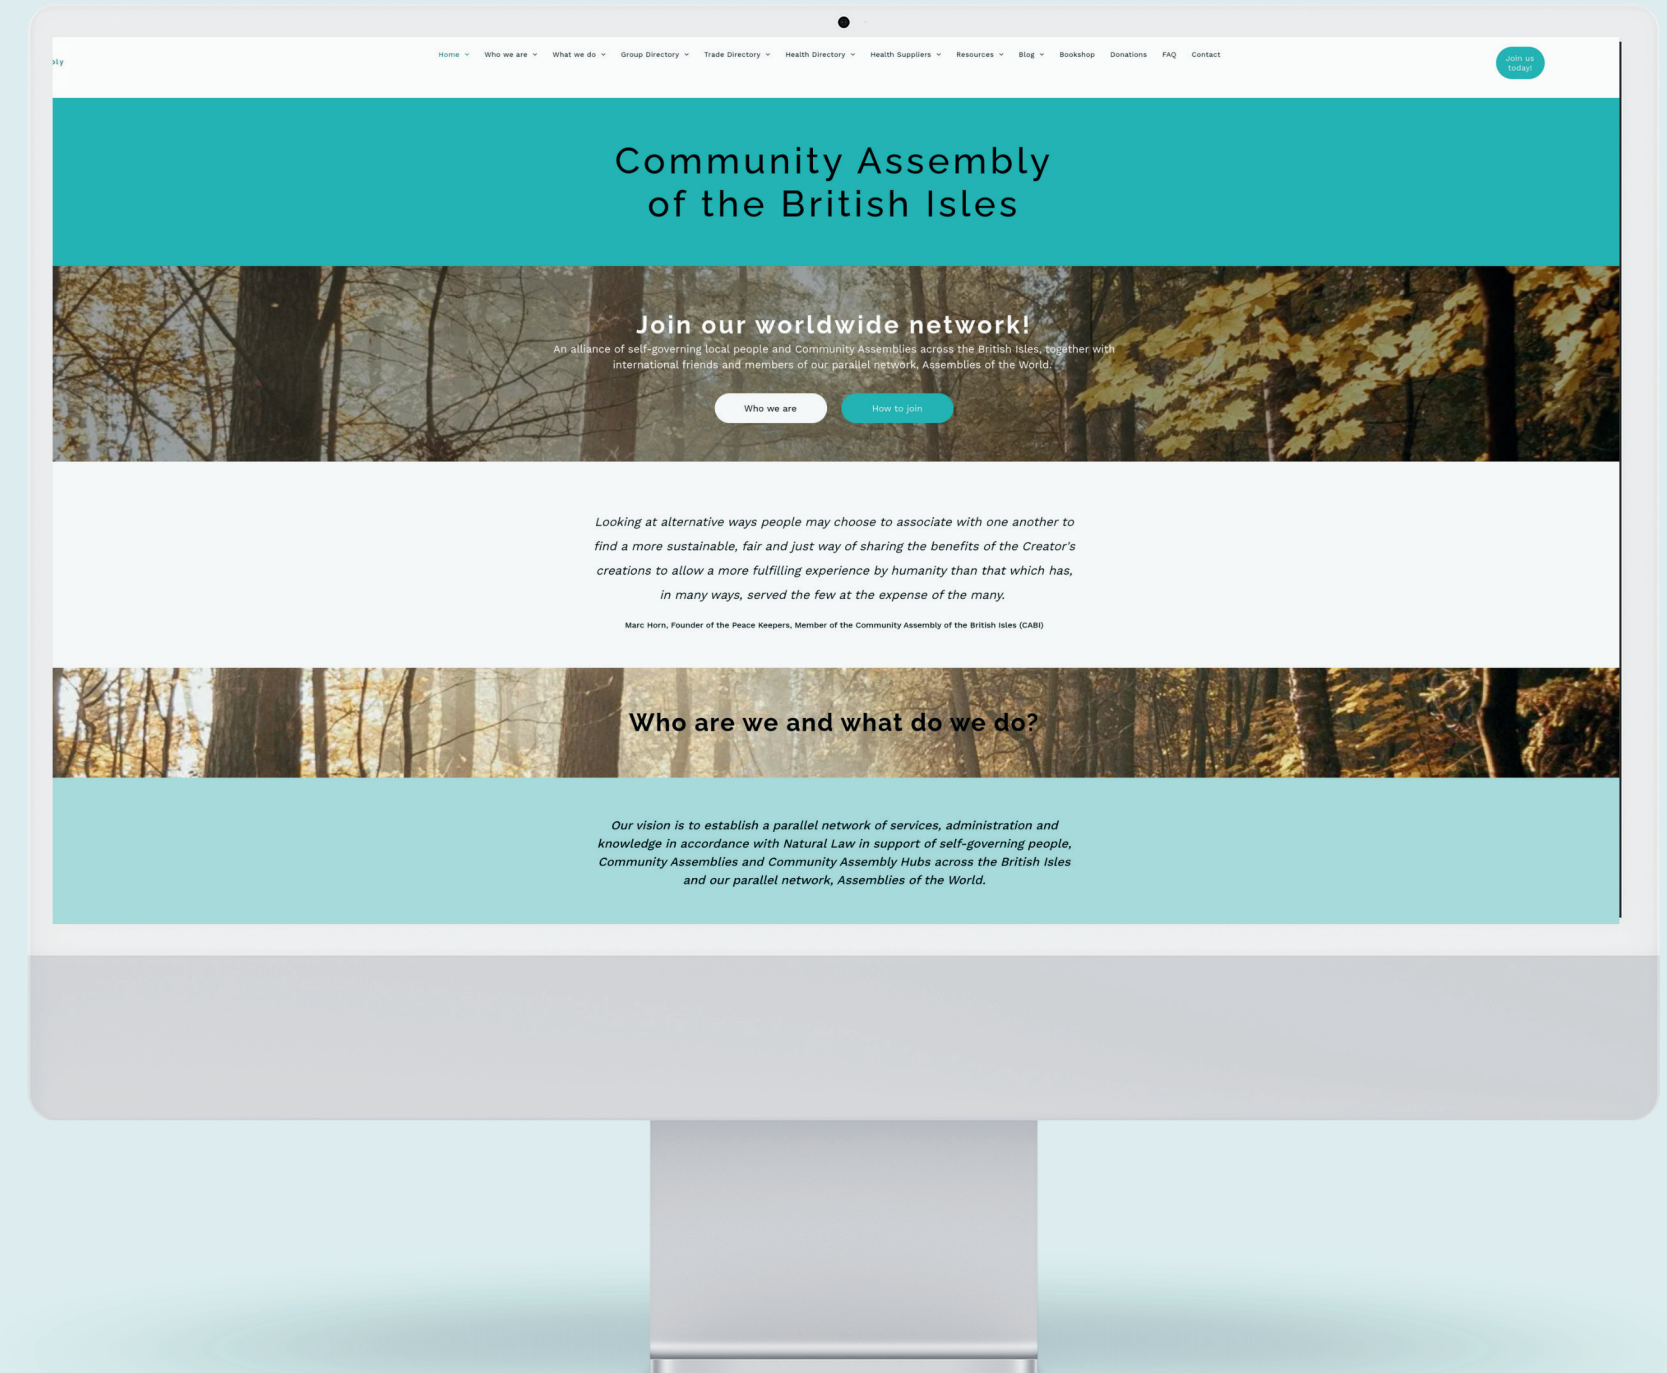 Home Who we are What we do Group Directory Trade Directory Health Directory Health Suppliers Resources Blog Bookshop Donations FAQ Contact
Join us
today!
Community Assembly
of the British Isles
Join our worldwide network!
An alliance of self-governing local people and Community Assemblies across the British Isles, together with
international friends and members of our parallel network, Assemblies of the World.
Who we are How to join
Looking at alternative ways people may choose to associate with one another to
find a more sustainable, fair and just way of sharing the benefits of the Creator's
creations to allow a more fulfilling experience by humanity than that which has,
in many ways, served the few at the expense of the many.
Marc Horn, Founder of the Peace Keepers, Member of the Community Assembly of the British Isles (CABI)
Who are we and what do we do?
Our vision is to establish a parallel network of services, administration and
knowledge in accordance with Natural Law in support of self-governing people,
Community Assemblies and Community Assembly Hubs across the British Isles
and our parallel network, Assemblies of the World.